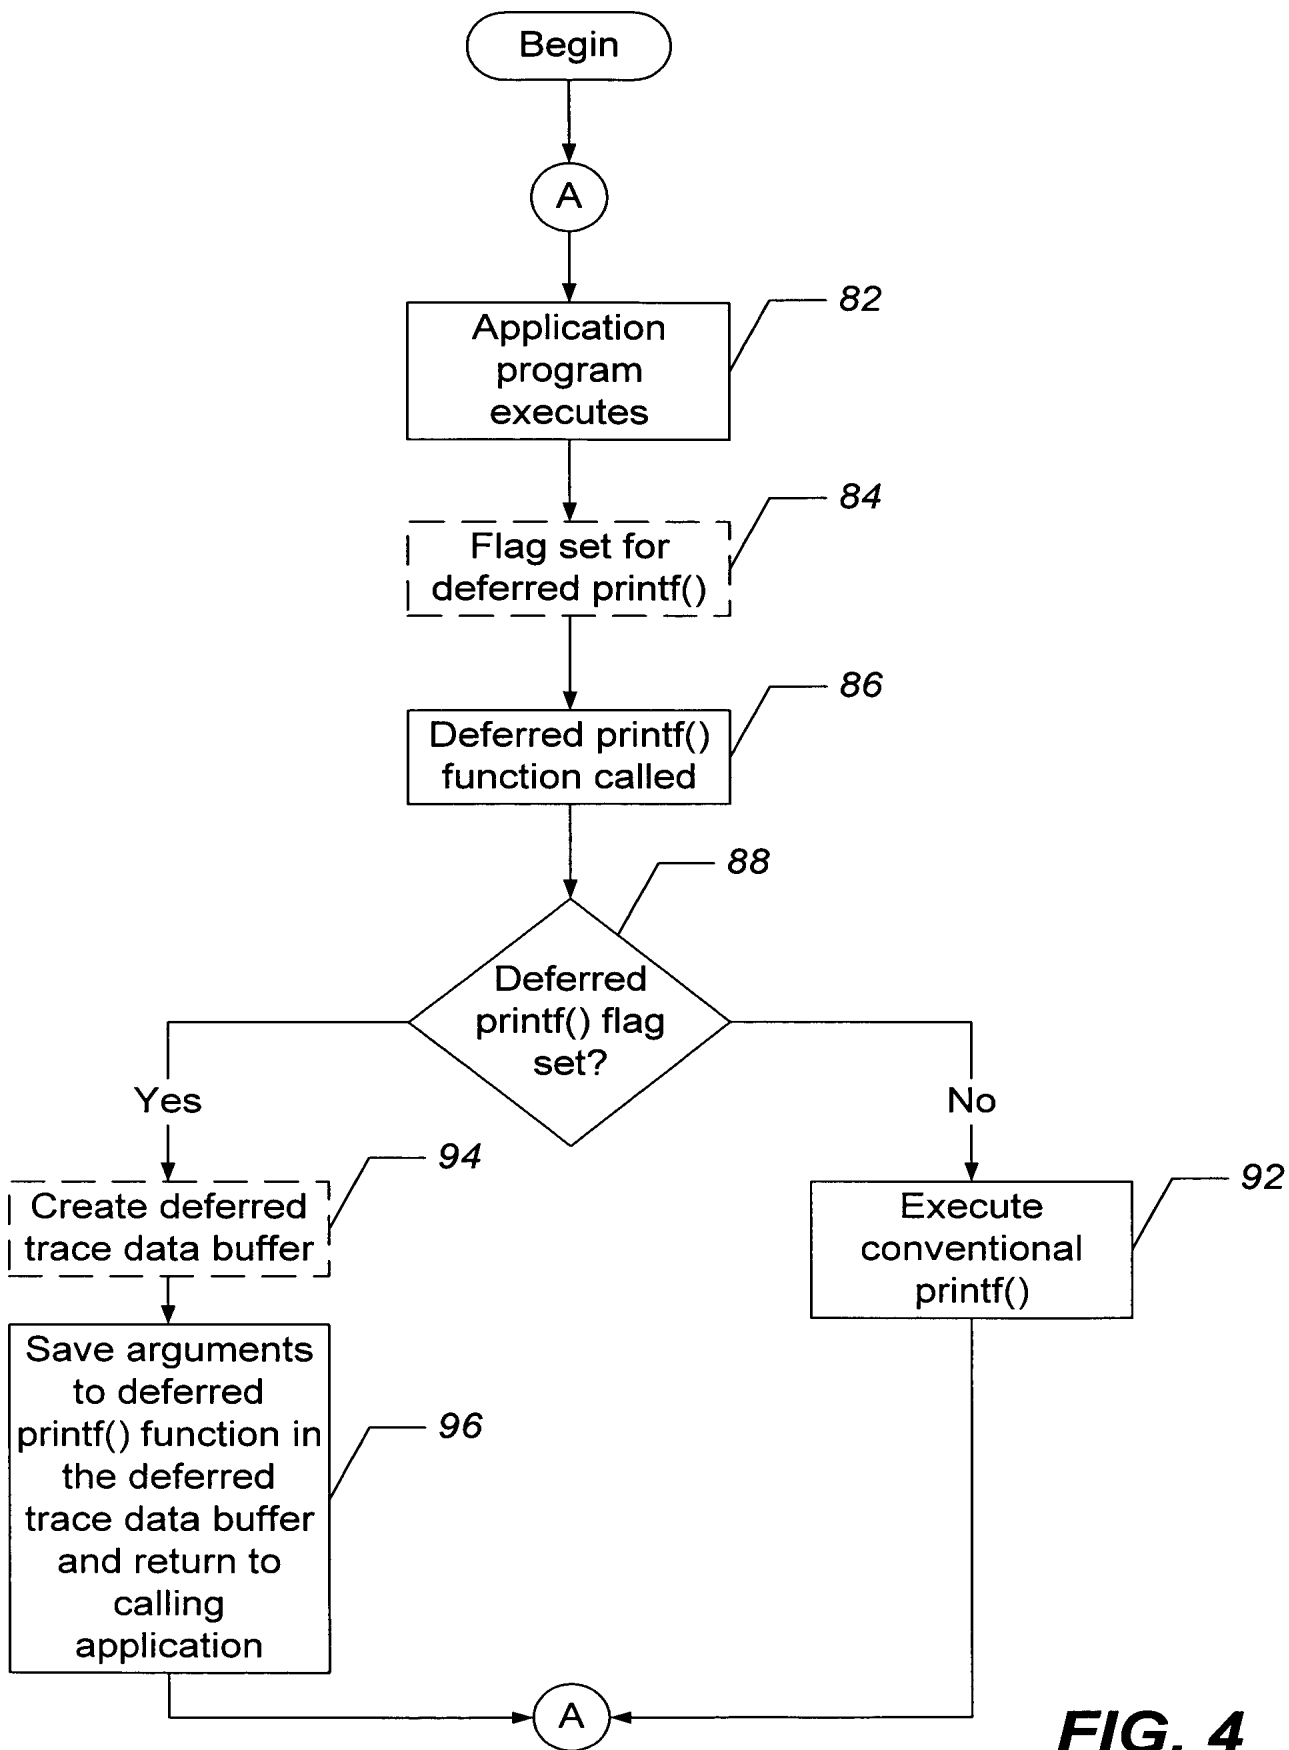 Begin
A
82
Application
program
executes
84
Flag set for
deferred printf()
86
Deferred printf()
function called
88
Deferred
printf() flag
set?
Yes
No
94
Create deferred
trace data buffer
92
Execute
conventional
printf()
Save arguments
to deferred
printf() function in
the deferred
trace data buffer
and return to
calling
application
96
A
FIG. 4